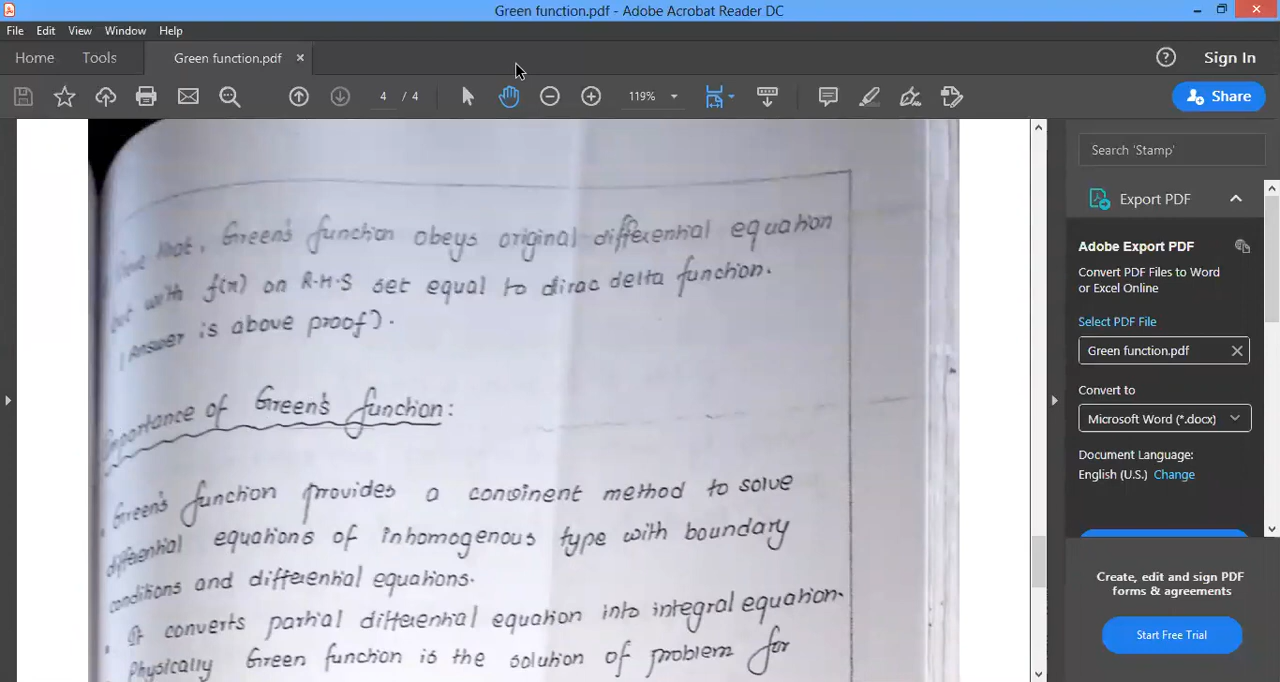 Green function.pdf - Adobe Acrobat Reader DC
File Edit View Window Help
Home Tools Green function.pdf × ? Sign In
4 / 4 119% Share
Prove that, Green's function obeys original differential equation
but with f(x) on R.H.S set equal to dirac delta function.
(Answer is above proof).
Importance of Green's function:
• Green's function provides a convinent method to solve
differential equations of inhomogenous type with boundary
conditions and differential equations.
• It converts partial differential equation into integral equation.
Physically Green function is the solution of problem for
Search 'Stamp'
Export PDF
Adobe Export PDF
Convert PDF Files to Word
or Excel Online
Select PDF File
Green function.pdf
Convert to
Microsoft Word (*.docx)
Document Language:
English (U.S.) Change
Create, edit and sign PDF
forms & agreements
Start Free Trial